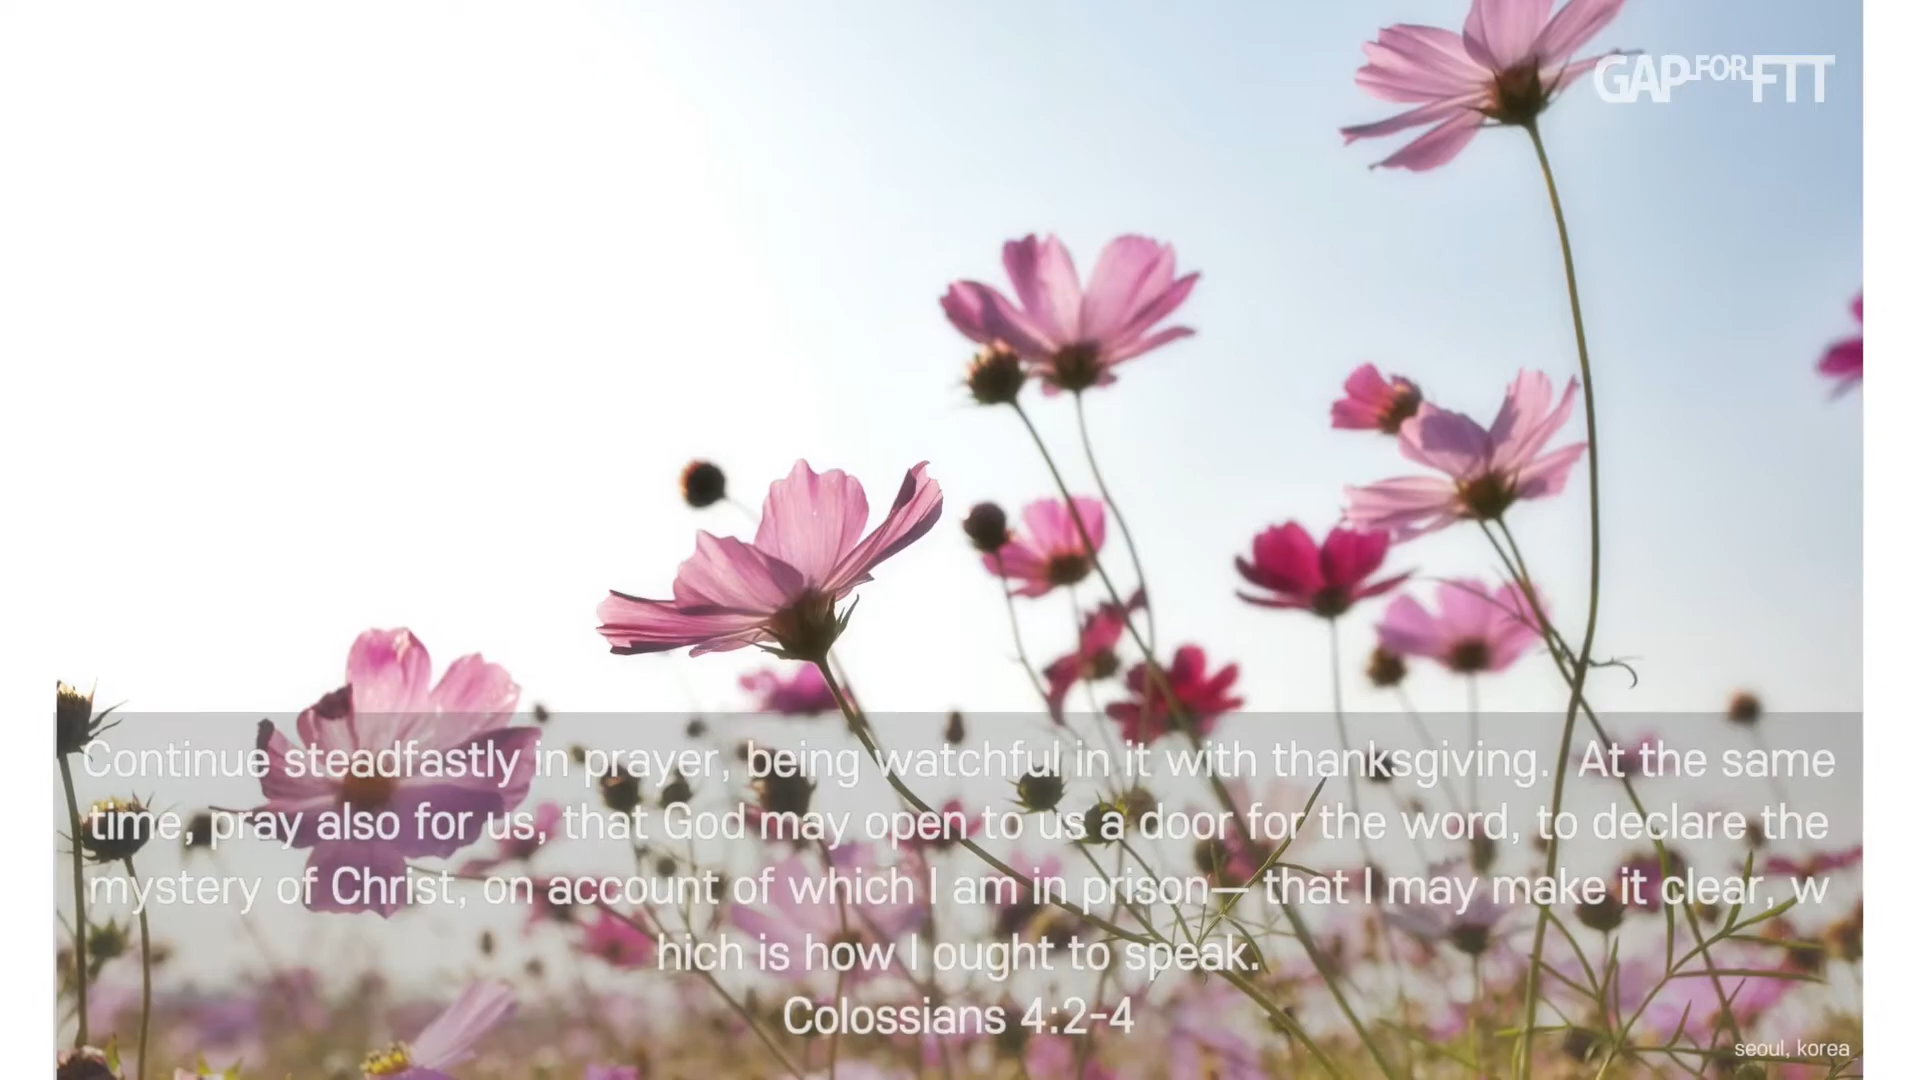 GAP FOR FTT
Continue steadfastly in prayer, being watchful in it with thanksgiving. At the same
time, pray also for us, that God may open to us a door for the word, to declare the
mystery of Christ, on account of which I am in prison— that I may make it clear, w
hich is how I ought to speak.
Colossians 4:2-4
seoul, korea